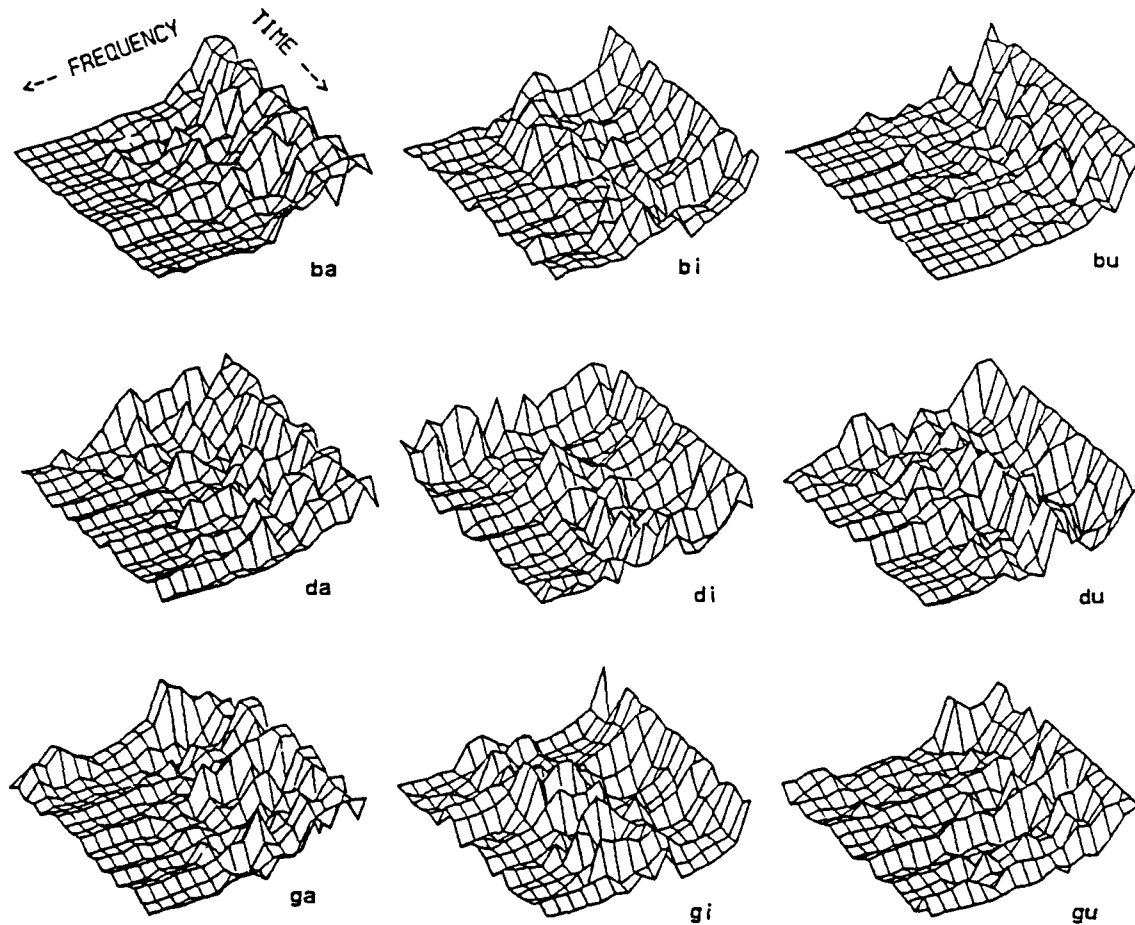 <-- FREQUENCY
TIME -->
ba
bi
bu
da
di
du
ga
gi
gu